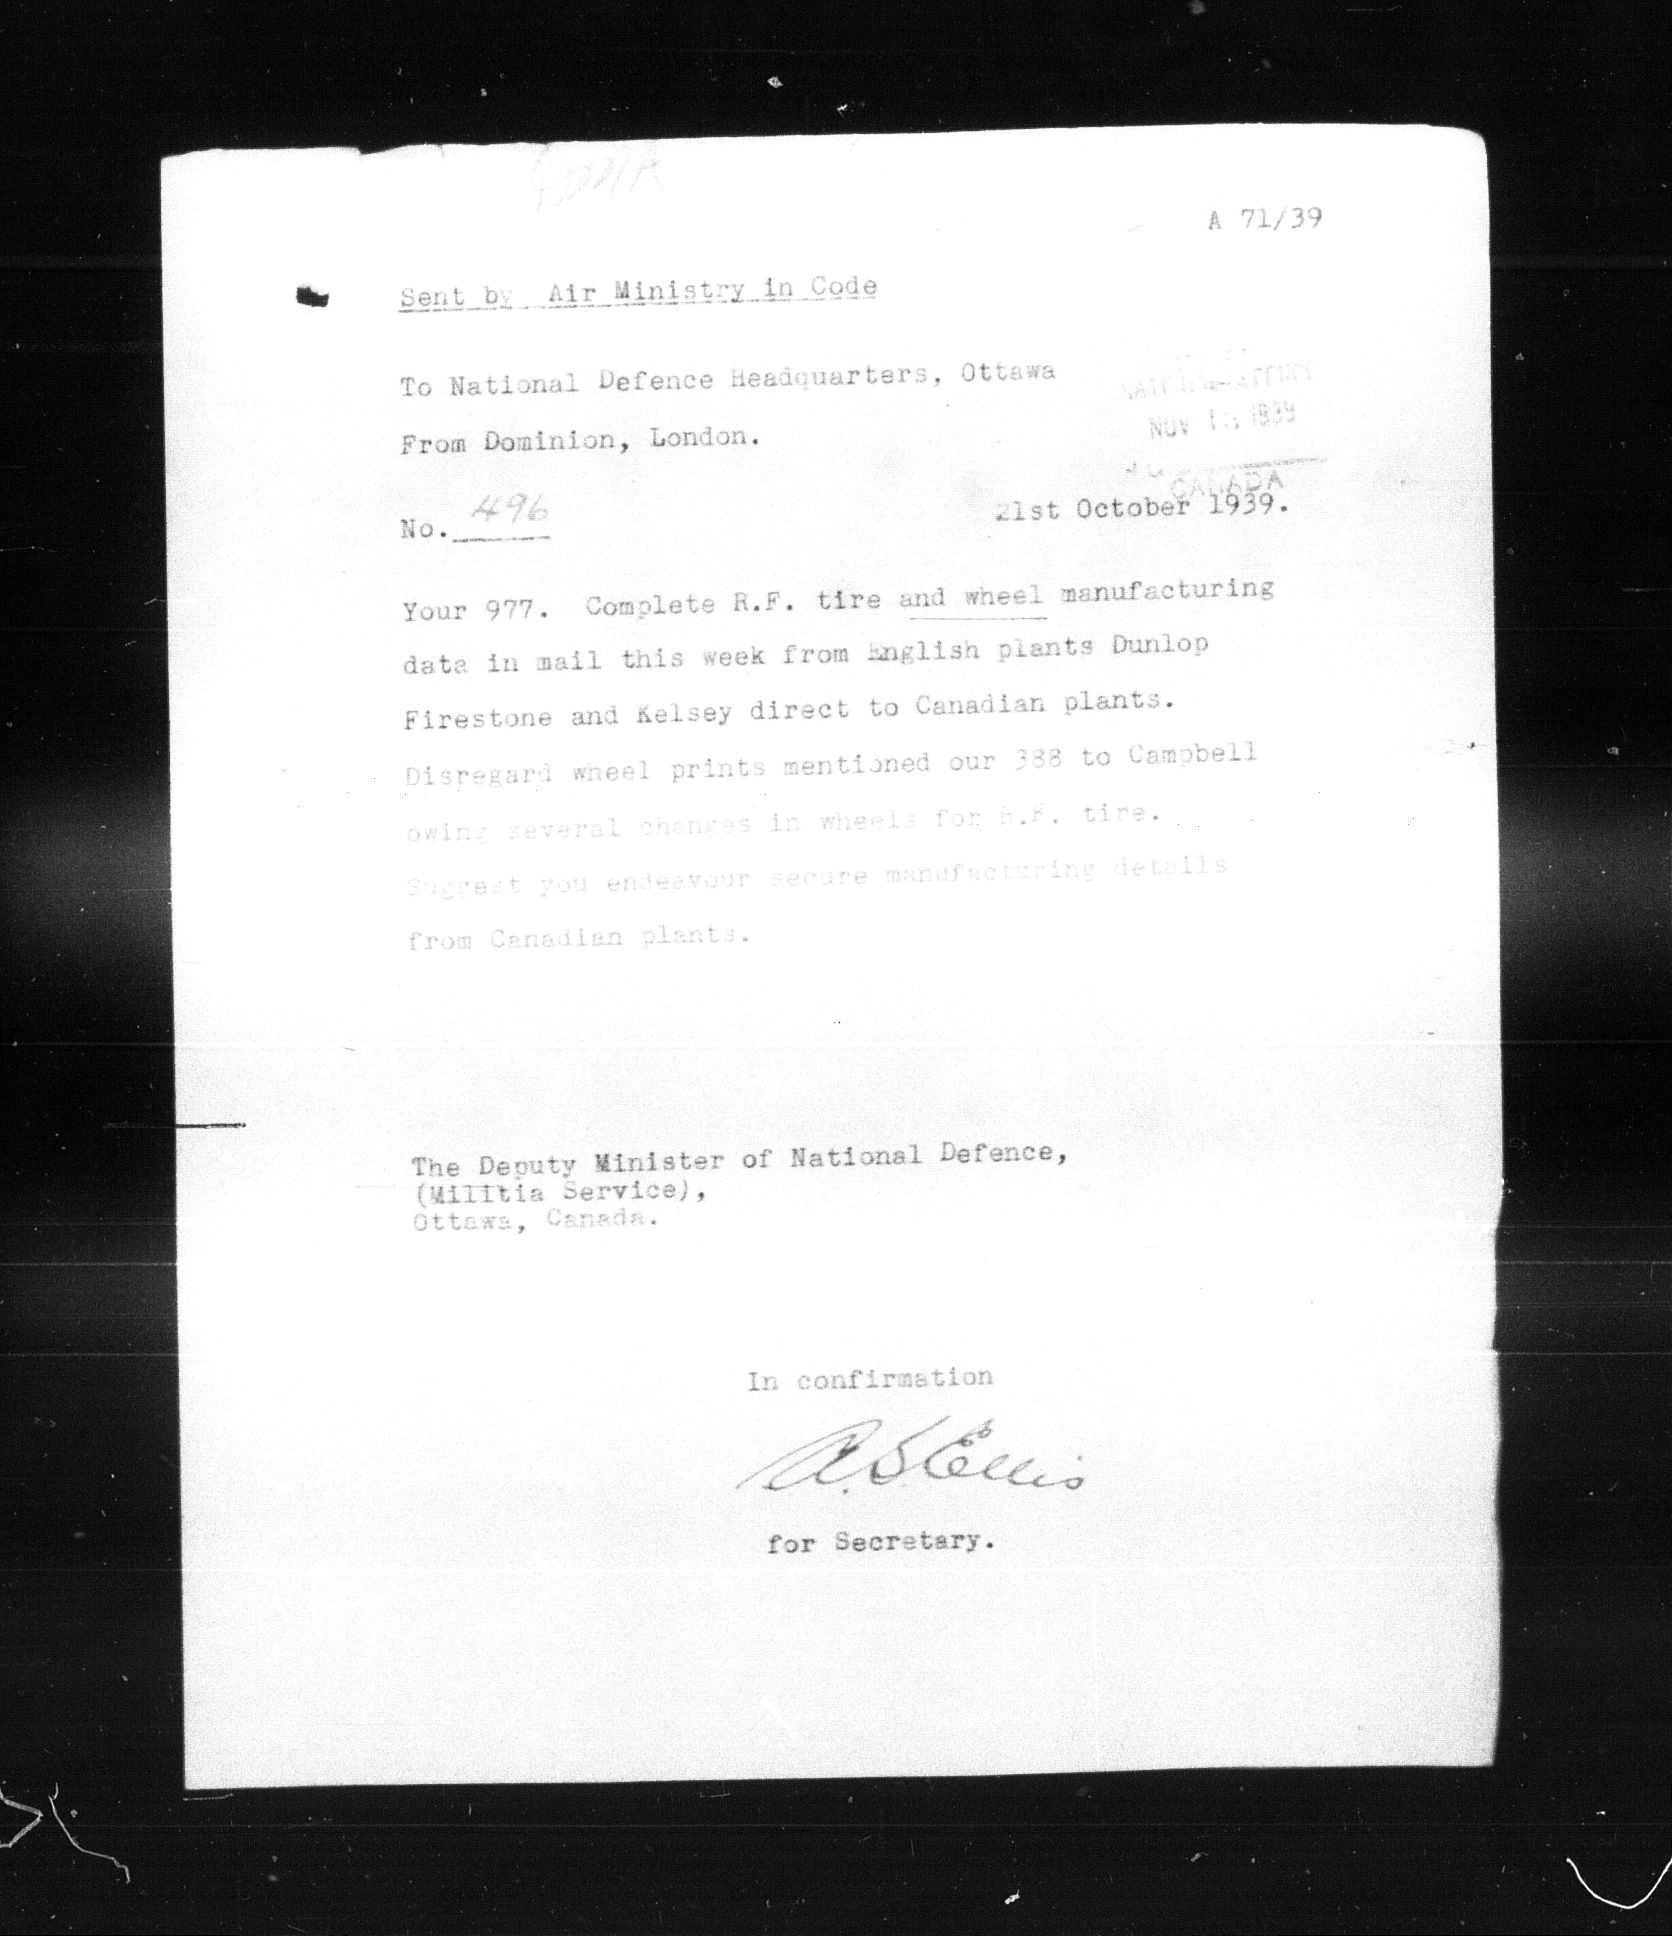 A 71/39
Sent by Air Ministry in Code
To National Defence Headquarters, Ottawa
From Dominion, London.
NOV 1939
CANADA
No. 496
21st October 1939.
Your 977. Complete R.F. tire and wheel manufacturing
data in mail this week from English plants Dunlop
Firestone and Kelsey direct to Canadian plants.
Disregard wheel prints mentioned our 388 to Campbell
owing several changes in wheels for R.F. tire.
Suggest you endeavour secure manufacturing details
from Canadian plants.
The Deputy Minister of National Defence,
(Militia Service),
Ottawa, Canada.
In confirmation
A. S. Ellis
for Secretary.